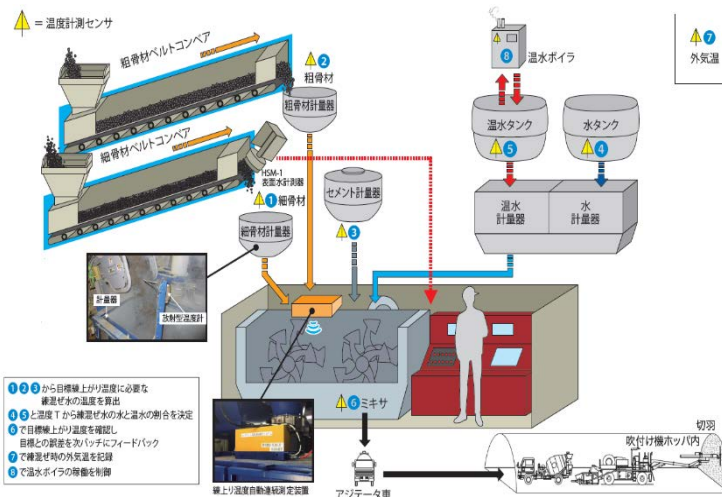 = 温度計測センサ
粗骨材ベルトコンベア
細骨材ベルトコンベア
2
粗骨材
粗骨材計量器
HSM-1
表面水計測器
1 細骨材
細骨材計量器
セメント計量器
3
8 温水ボイラ
7
外気温
温水タンク
5
水タンク
4
温水
計量器
水
計量器
計量器
放射型温度計
1 2 3 から目標練上がり温度に必要な
練混ぜ水の温度を算出
4 5 と温度 T から練混ぜ水の水と温水の割合を決定
6 で目標練上がり温度を確認し
目標との誤差を次バッチにフィードバック
7 で練混ぜ時の外気温を記録
8 で温水ボイラの稼働を制御
練上り温度自動連続測定装置
6 ミキサ
アジテータ車
切羽
吹付け機ホッパ内